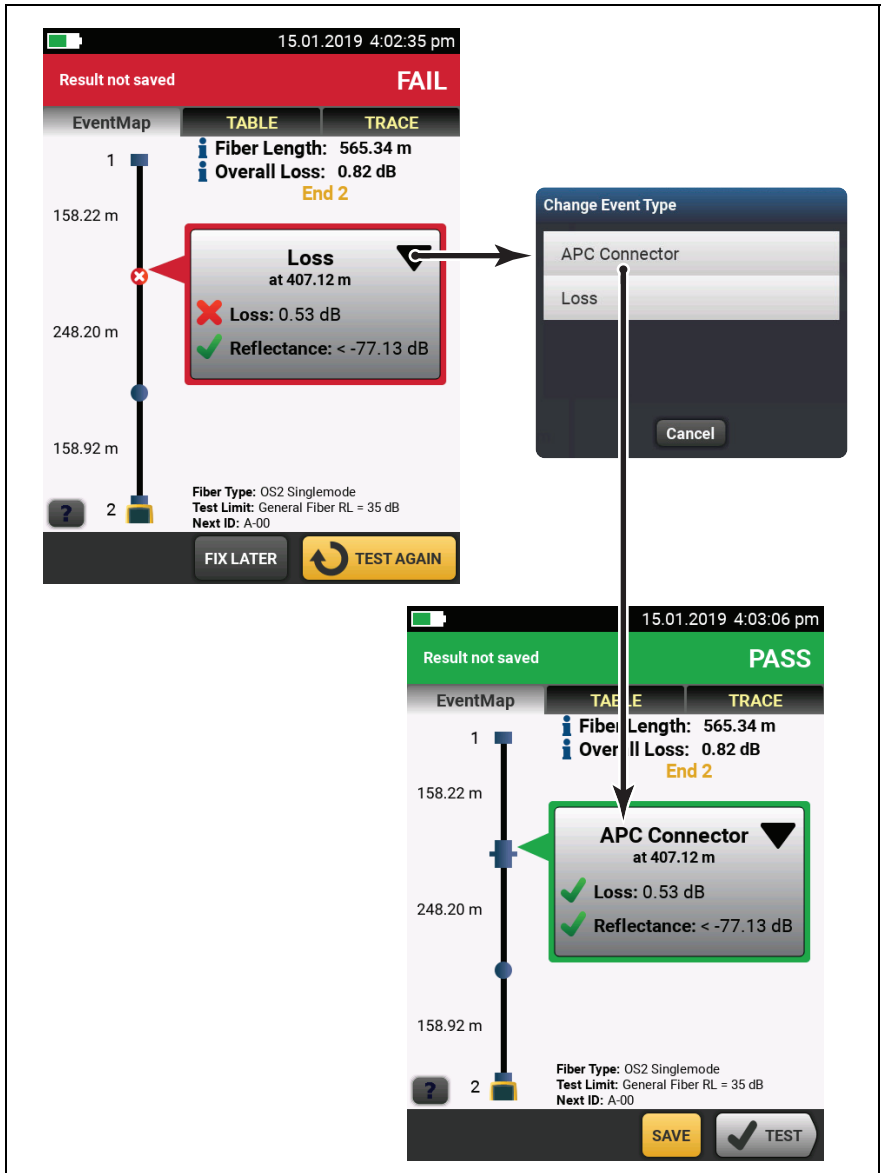 15.01.2019 4:02:35 pm
Result not saved FAIL
EventMap TABLE TRACE
1
i Fiber Length: 565.34 m
i Overall Loss: 0.82 dB
End 2
158.22 m
Loss
at 407.12 m
Loss: 0.53 dB
Reflectance: < -77.13 dB
248.20 m
158.92 m
Fiber Type: OS2 Singlemode
Test Limit: General Fiber RL = 35 dB
Next ID: A-00
? 2
FIX LATER TEST AGAIN
Change Event Type
APC Connector
Loss
Cancel
15.01.2019 4:03:06 pm
Result not saved PASS
EventMap TABLE TRACE
1
i Fiber Length: 565.34 m
i Overall Loss: 0.82 dB
End 2
158.22 m
APC Connector
at 407.12 m
Loss: 0.53 dB
Reflectance: < -77.13 dB
248.20 m
158.92 m
Fiber Type: OS2 Singlemode
Test Limit: General Fiber RL = 35 dB
Next ID: A-00
? 2
SAVE TEST